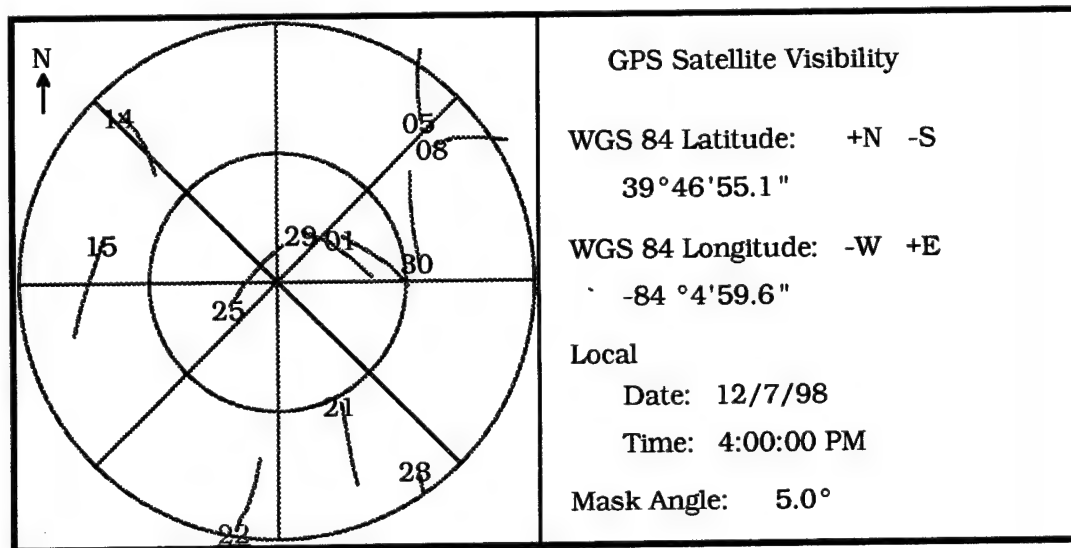 N
14
05
08
15
29
01
30
25
21
28
22
GPS Satellite Visibility
WGS 84 Latitude: +N -S
39°46'55.1"
WGS 84 Longitude: -W +E
-84 °4'59.6"
Local
Date: 12/7/98
Time: 4:00:00 PM
Mask Angle: 5.0°